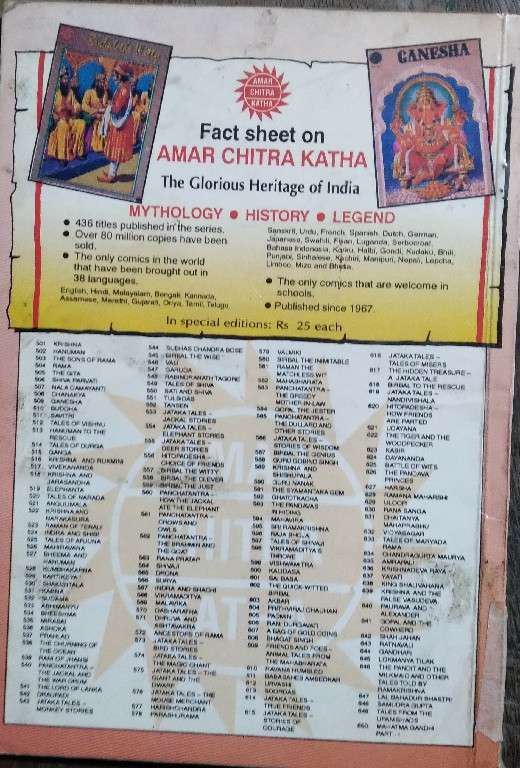 GANESHA
AMAR
CHITRA
KATHA
Fact sheet on
AMAR CHITRA KATHA
The Glorious Heritage of India
MYTHOLOGY ● HISTORY ● LEGEND
● 436 titles published in the series.
● Over 80 million copies have been
sold.
● The only comics in the world
that have been brought out in
38 languages.
English, Hindi, Malayalam, Bengali, Kannada,
Assamese, Marathi, Gujarati, Oriya, Tamil, Telugu,
Sanskrit, Urdu, French, Spanish, Dutch, German,
Japanese, Swahili, Fijian, Luganda, Serbocroat,
Bahasa Indonesia, Halbi, Gondi, Kuduku, Bhili,
Punjabi, Sinhalese, Manipuri, Nepali, Lepcha,
Limboo, Mizo and
● The only comics that are welcome in
schools.
● Published since 1967.
In special editions: Rs 25 each
501 KRISHNA
502 HANUMAN
503 THE SONS OF RAMA
504 RAMA
505 THE GITA
506 SHIVA PARVATI
507 NALA DAMAYANTI
508 CHANAKYA
509 GANESHA
510 BUDDHA
511 SAVITRI
512 TALES OF VISHNU
513 HANUMAN TO THE
RESCUE
514 TALES OF DURGA
515 GANGA
516 KRISHNA AND RUKMINI
517 VIVEKANANDA
518 KRISHNA AND
JARASANDHA
519 ELEPHANTA
520 TALES OF NARADA
521 ANGULIMALA
522 KRISHNA AND
NARAKASURA
523 RAMAN OF TENALI
524 INDRA AND SHIBI
525 TALES OF ARJUNA
526 MAHIRAVANA
527 BHEEMA AND
HANUMAN
528 KUMBHAKARNA
529 KARTTIKEYA
530 SHAKUNTALA
531 KARNA
532 SUDAMA
533 ABHIMANYU
534 BHEESHMA
535 MIRABAI
536 ASHOKA
537 PRAHLAD
538 THE CHURNING OF
THE OCEAN
539 RANI OF JHANSI
540 PANCHATANTRA –
THE JACKAL AND
THE WAR DRUM
541 THE LORD OF LANKA
542 DRAUPADI
543 JATAKA TALES –
MONKEY STORIES
544 SUBHAS CHANDRA BOSE
545 BIRBAL THE WISE
546 VALI
547 GARUDA
548 RABINDRANATH TAGORE
549 TALES OF SHIVA
550 SATI AND SHIVA
551 TULSIDAS
552 TANSEN
553 JATAKA TALES –
JACKAL STORIES
554 JATAKA TALES –
ELEPHANT STORIES
555 JATAKA TALES –
DEER STORIES
556 HITOPADESHA –
CHOICE OF FRIENDS
557 BIRBAL THE WITTY
558 BIRBAL THE CLEVER
559 BIRBAL THE JUST
560 PANCHATANTRA –
HOW THE JACKAL
ATE THE ELEPHANT
561 PANCHATANTRA –
CROWS AND
OWLS
562 PANCHATANTRA –
THE BRAHMIN AND
THE GOAT
563 RANA PRATAP
564 SHIVAJI
565 DRONA
566 SURYA
567 INDRA AND SHACHI
568 VIKRAMADITYA
569 MALAVIKA
570 DASHARATHA
571 DHRUVA AND
ASHTAVAKRA
572 ANCESTORS OF RAMA
573 JATAKA TALES –
BIRD STORIES
574 JATAKA TALES –
THE MAGIC CHANT
575 JATAKA TALES – THE
GIANT AND THE
DWARF
576 JATAKA TALES – THE
MOUSE MERCHANT
577 HARISHCHANDRA
578 PARASHURAMA
579 VALMIKI
580 BIRBAL THE INIMITABLE
581 RAMAN THE
MATCHLESS WIT
582 MAHABHARATA
583 PANCHATANTRA –
THE GREEDY
MOTHER-IN-LAW
584 GOPAL THE JESTER
585 PANCHATANTRA –
THE DULLARD AND
OTHER STORIES
586 JATAKA TALES –
STORIES OF WISDOM
587 BIRBAL THE GENIUS
588 GURU GOBIND SINGH
589 KRISHNA AND
SHISHUPALA
590 GURU NANAK
591 THE SYAMANTAKA GEM
592 GHATOTKACHA
593 THE PANDAVAS
IN HIDING
594 MAHAVIRA
595 SRI RAMAKRISHNA
596 RAJA BHOJA
597 TALES OF SHIVAJI
598 VIKRAMADITYA'S
THRONE
599 VISHWAMITRA
600 KALIDASA
601 SAI BABA
602 THE QUICK WITTED
BIRBAL
603 AKBAR
604 PRITHVIRAJ CHAUHAN
605 PADMINI
606 RATNAVALI
607 A BAG OF GOLD COINS
608 BHAGAT SINGH
609 FRIENDS AND FOES –
ANIMAL TALES FROM
THE MAHABHARATA
610 RAVANA HUMBLED
611 BABASAHEB AMBEDKAR
612 URVASHI
613 SOORDAS
614 JATAKA TALES –
TRUE FRIENDS
615 JATAKA TALES –
STORIES OF
COURAGE
616 JATAKA TALES –
TALES OF MISERS
617 THE HIDDEN TREASURE –
A JATAKA TALE
618 BIRBAL TO THE RESCUE
619 JATAKA TALES –
NANDIVISHALA
620 HITOPADESHA –
HOW FRIENDS
ARE PARTED
621 UDAYANA
622 THE TIGER AND THE
WOODPECKER
623 KABIR
624 DAYANANDA
625 BATTLE OF WITS
626 THE PANDAVA
PRINCES
627 HARSHA
628 RAMANA MAHARSHI
629 ULOOPI
630 RANA SANGA
631 CHAITANYA
MAHAPRABHU
632 VIDYASAGAR
633 TALES OF MARYADA
RAMA
634 CHANDRAGUPTA MAURYA
635 AMRAPALI
636 KRISHNADEVA RAYA
637 YAYATI
638 KING SHALIVAHANA
639 KRISHNA AND THE
FALSE VAASUDEVA
640 PAURAVA AND
ALEXANDER
641 GOPAL AND THE
COWHERD
642 SHAH JAHAN
643 RATNAVALI
644 GANDHARI
645 LOKMANYA TILAK
646 THE PANDIT AND THE
MILKMAID AND OTHER
TALES TOLD BY
RAMAKRISHNA
647 LAL BAHADUR SHASTRI
648 SAMUDRA GUPTA
649 TALES FROM THE
UPANISHADS
650 MAHATMA GANDHI
PART - I